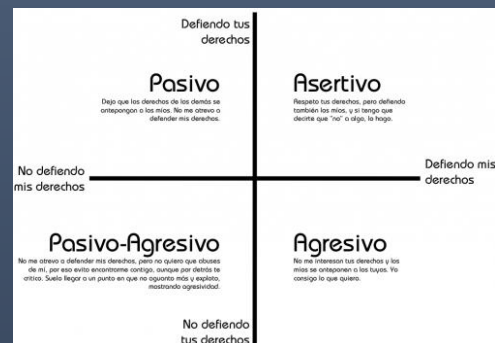 Defiendo tus
derechos
Pasivo
Dejo que los derechos de los demás se
antepongan a los míos. No me atrevo a
defender mis derechos.
Asertivo
Respeto tus derechos, pero defiendo
también los míos, y si tengo que
decirte que "no" a algo, lo hago.
No defiendo
mis derechos
Defiendo mis
derechos
Pasivo-Agresivo
No me atrevo a defender mis derechos, pero no quiero que abuses
de mí, por eso evito encontrarme contigo, aunque por detrás te
critico. Suelo llegar a un punto en que no aguanto más y exploto,
mostrando agresividad.
Agresivo
No me interesan tus derechos y los
míos se anteponen a los tuyos. Yo
consigo lo que quiero.
No defiendo
tus derechos